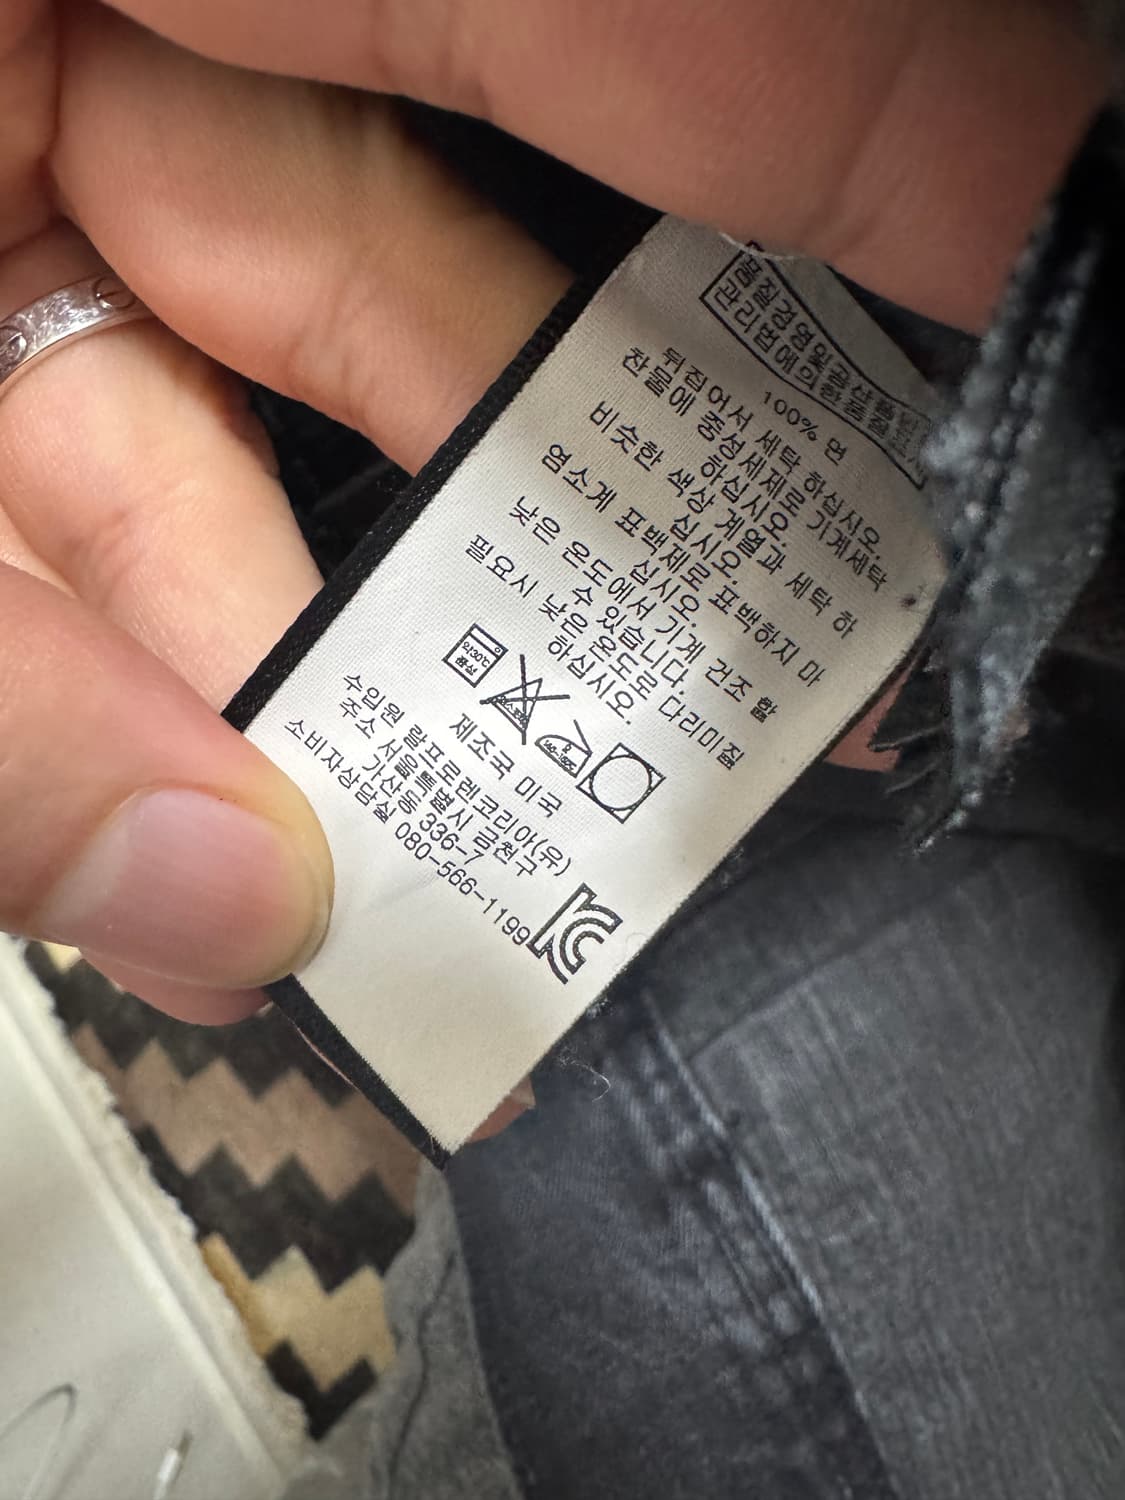 품질경영및공산품안전
관리법에의한품질표시
100% 면
뒤집어서 세탁 하십시오.
찬물에 중성세제로 기계세탁
하십시오.
비슷한 색상 계열과 세탁 하
십시오.
염소계 표백제로 표백하지 마
십시오.
낮은 온도에서 기계 건조 할
수 있습니다.
필요시 낮은 온도로 다리미질
하십시오.
약30℃
중성
제조국 미국
수입원 랄프로렌코리아(유)
주소 서울특별시 금천구
가산동 336-7
소비자상담실 080-566-1199